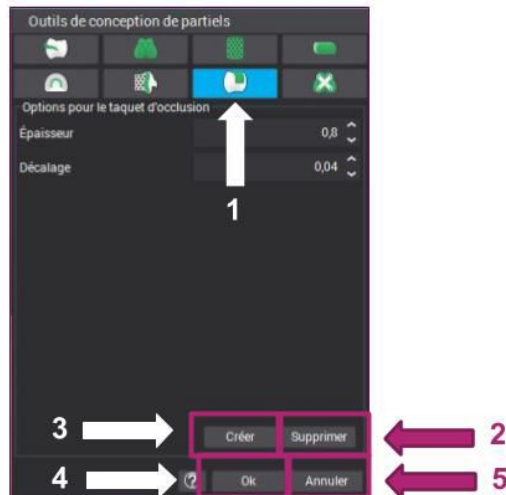 Outils de conception de partiels
Options pour le taquet d'occlusion
Épaisseur 0,8
Décalage 0,04
1
3 Créer Supprimer 2
4 ? Ok Annuler 5